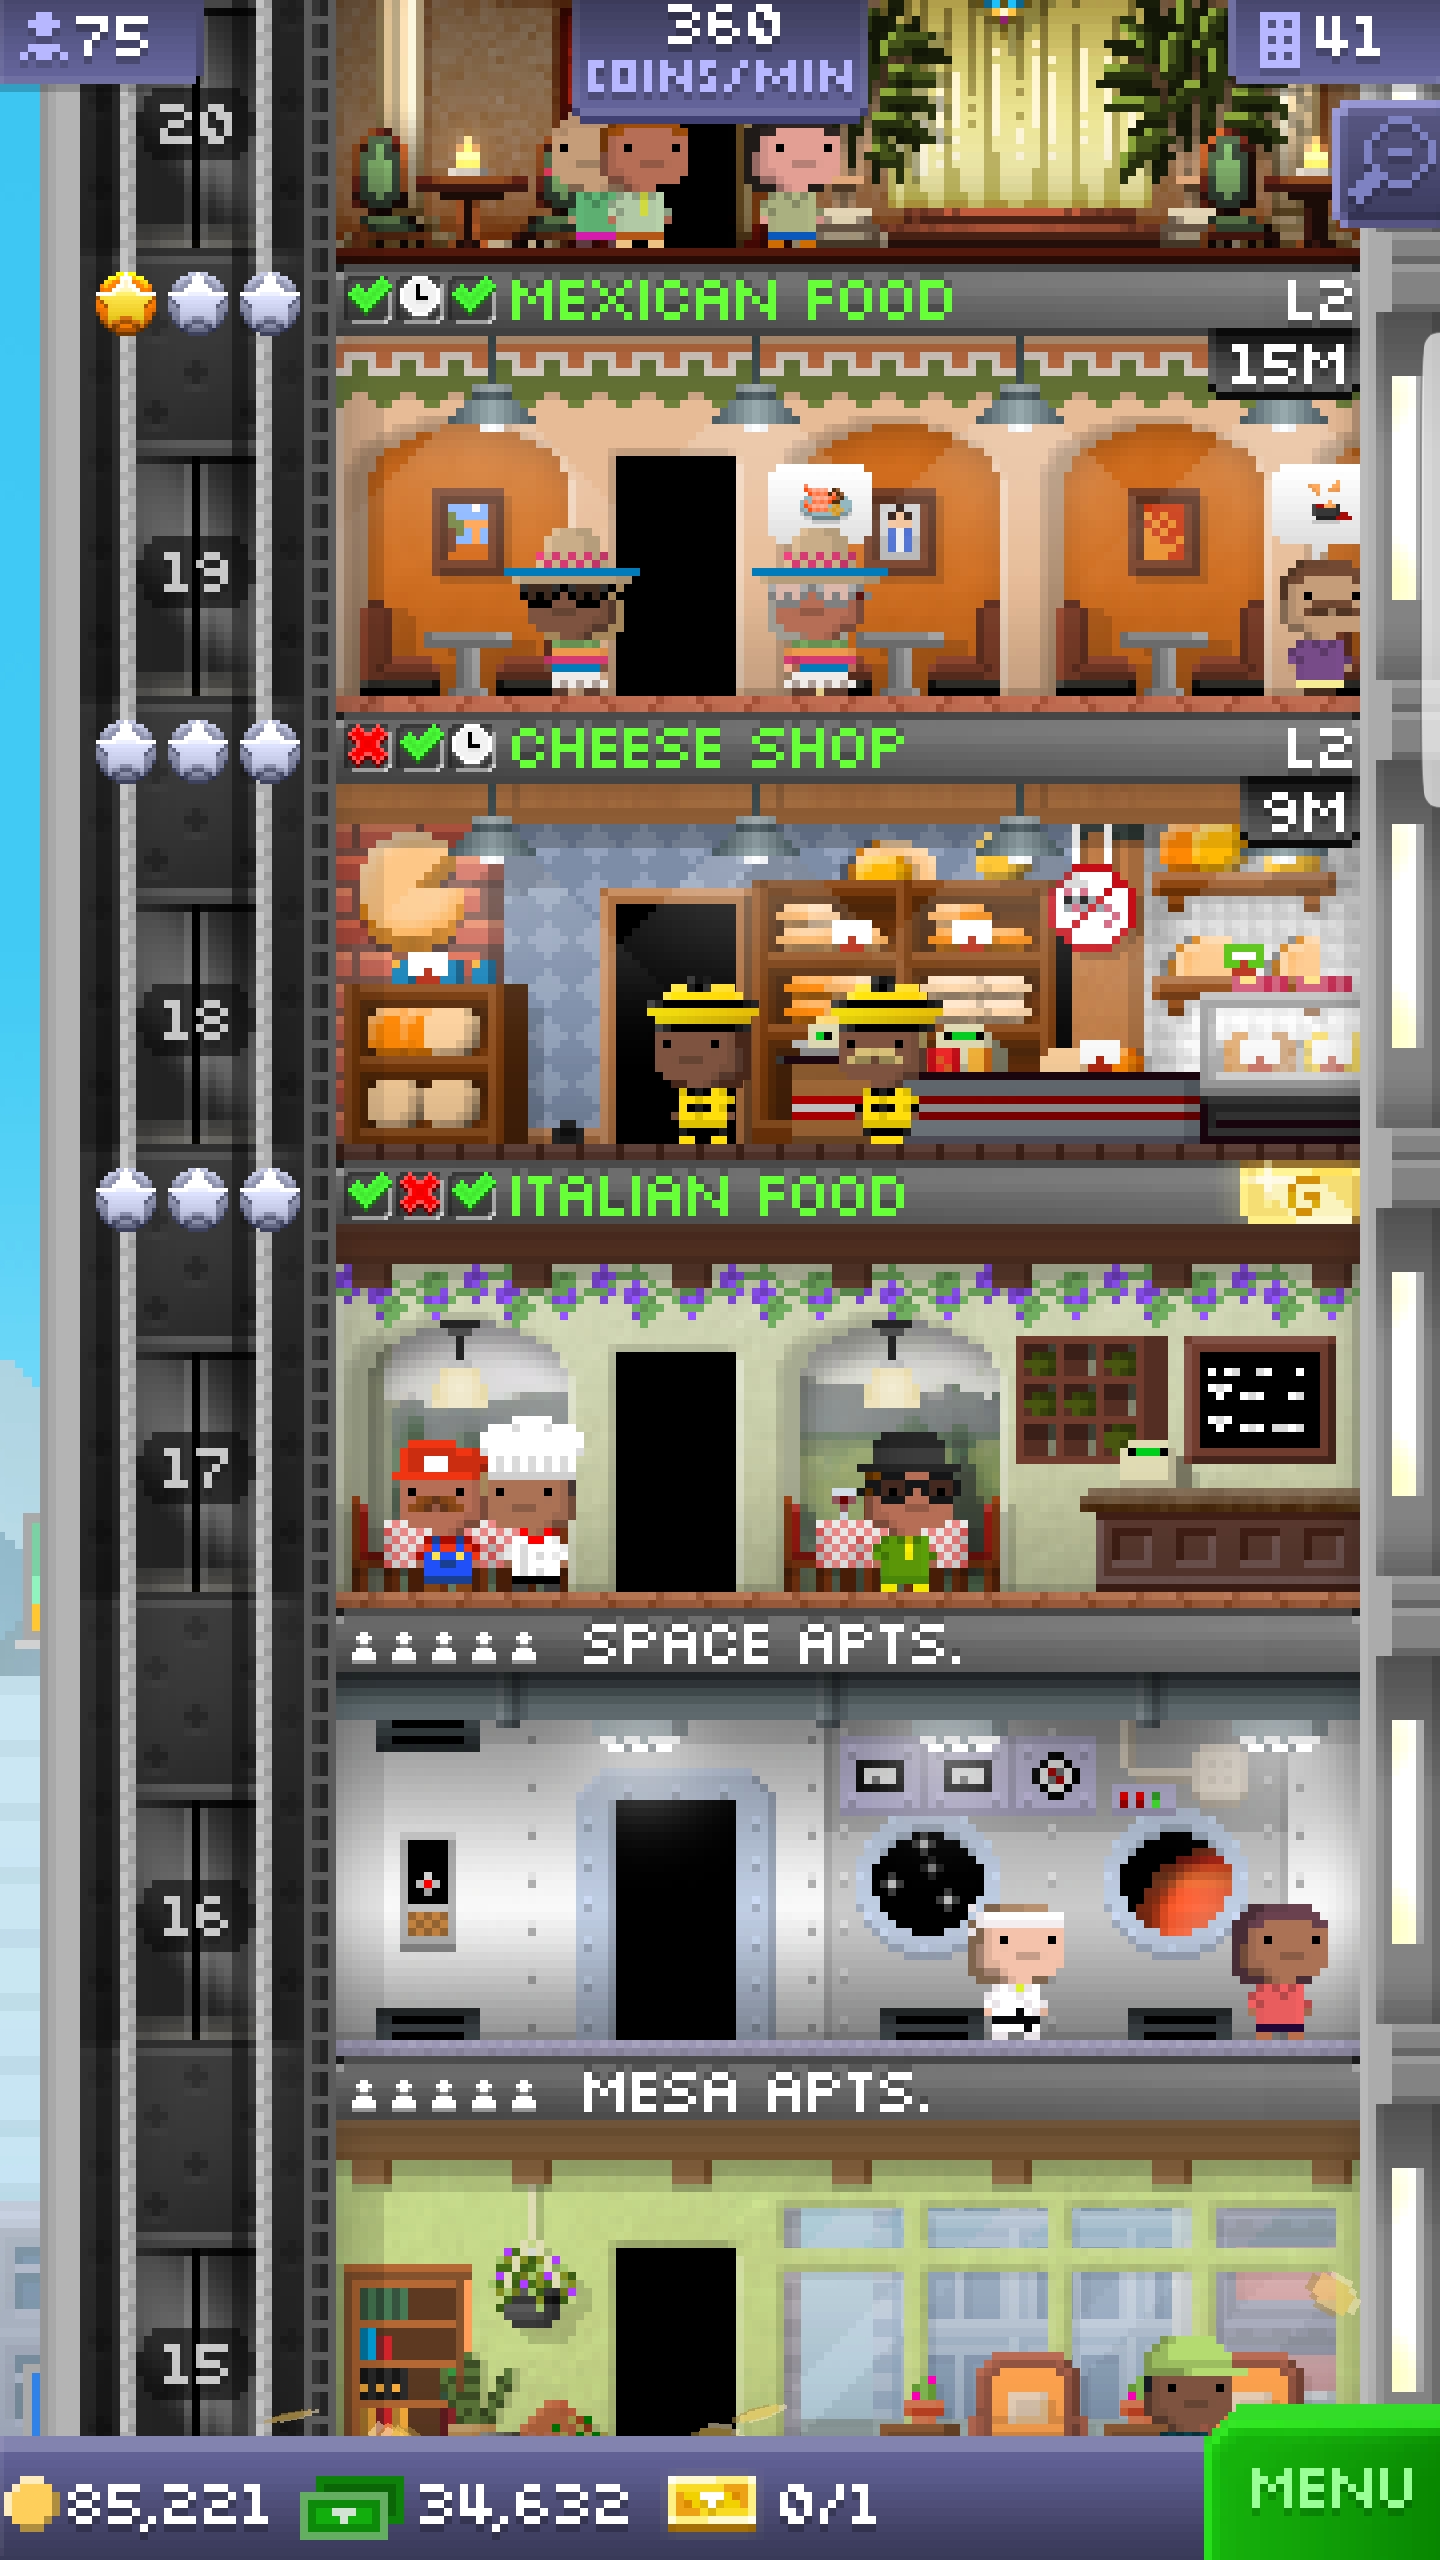 75
360
COINS/MIN
41
20
MEXICAN FOOD L2
15M
19
CHEESE SHOP L2
9M
18
ITALIAN FOOD G
17
SPACE APTS.
16
MESA APTS.
15
85,221 34,632 0/1 MENU